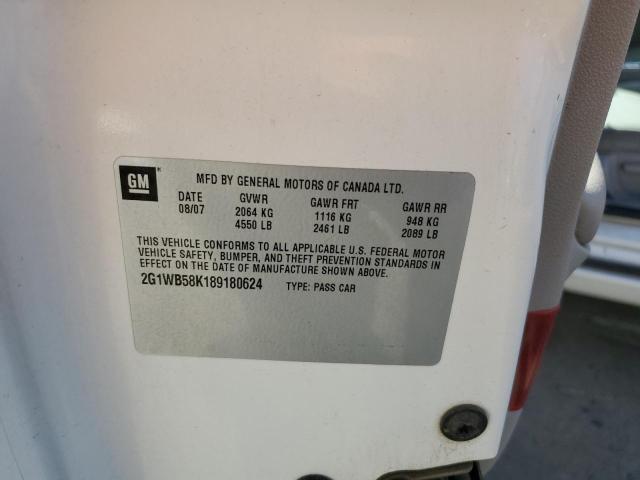 GM
MFD BY GENERAL MOTORS OF CANADA LTD.
DATE GVWR GAWR FRT GAWR RR
08/07 2064 KG 1116 KG 948 KG
4550 LB 2461 LB 2089 LB
THIS VEHICLE CONFORMS TO ALL APPLICABLE U.S. FEDERAL MOTOR
VEHICLE SAFETY, BUMPER, AND THEFT PREVENTION STANDARDS IN
EFFECT ON THE DATE OF MANUFACTURE SHOWN ABOVE.
2G1WB58K189180624 TYPE: PASS CAR